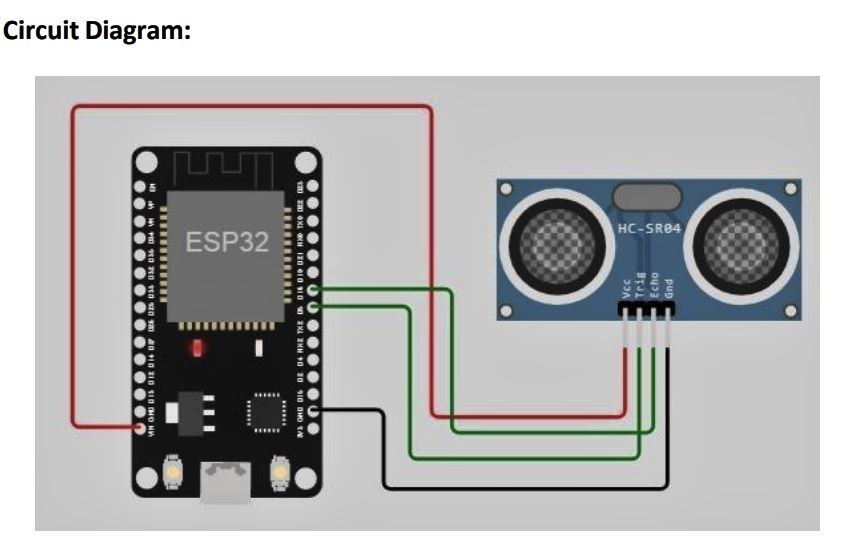 Circuit Diagram:
ESP32
HC-SR04
Vcc
Trig
Echo
Gnd
EN
VP
VN
D34
D35
D32
D33
D25
D26
D27
D14
D12
D13
GND
VIN
D23
D22
TX0
RX0
D21
D19
D18
D5
TX2
RX2
D4
D2
D15
GND
3V3